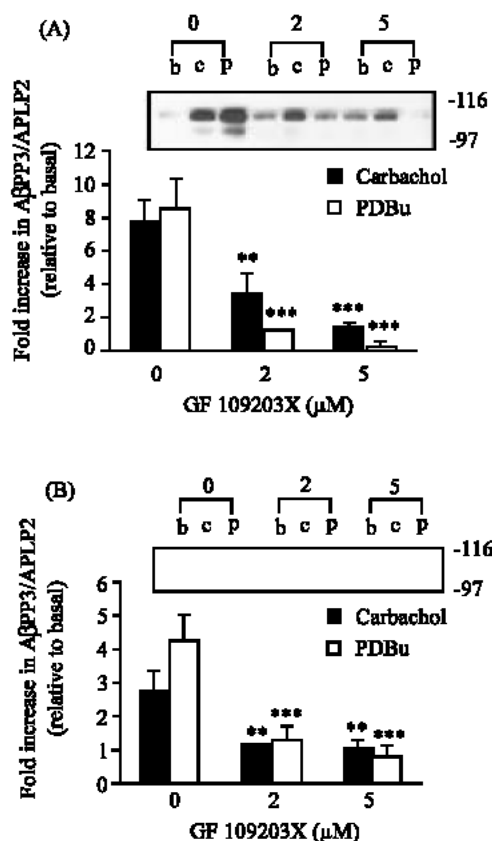 (A)
0 2 5
b c p b c p b c p
-116
-97
Fold increase in AβPP3/APLP2
(relative to basal)
12
10
8
6
4
2
0
Carbachol
PDBu
** *** *** ***
0 2 5
GF 109203X (μM)
(B)
0 2 5
b c p b c p b c p
-116
-97
Fold increase in AβPP3/APLP2
(relative to basal)
6
5
4
3
2
1
0
Carbachol
PDBu
** *** ** ***
0 2 5
GF 109203X (μM)